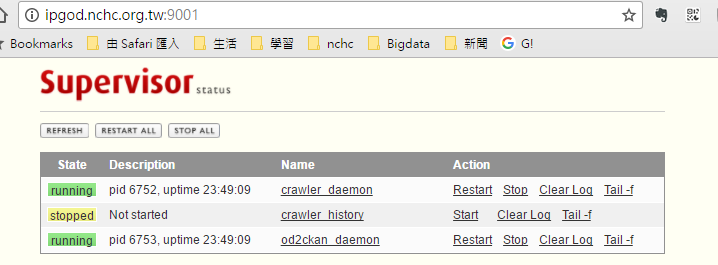 ipgod.nchc.org.tw:9001
Bookmarks 由 Safari 匯入 生活 學習 nchc Bigdata 新聞 G!
Supervisor status
REFRESH RESTART ALL STOP ALL
State Description Name Action
running pid 6752, uptime 23:49:09 crawler_daemon Restart Stop Clear Log Tail -f
stopped Not started crawler_history Start Clear Log Tail -f
running pid 6753, uptime 23:49:09 od2ckan_daemon Restart Stop Clear Log Tail -f